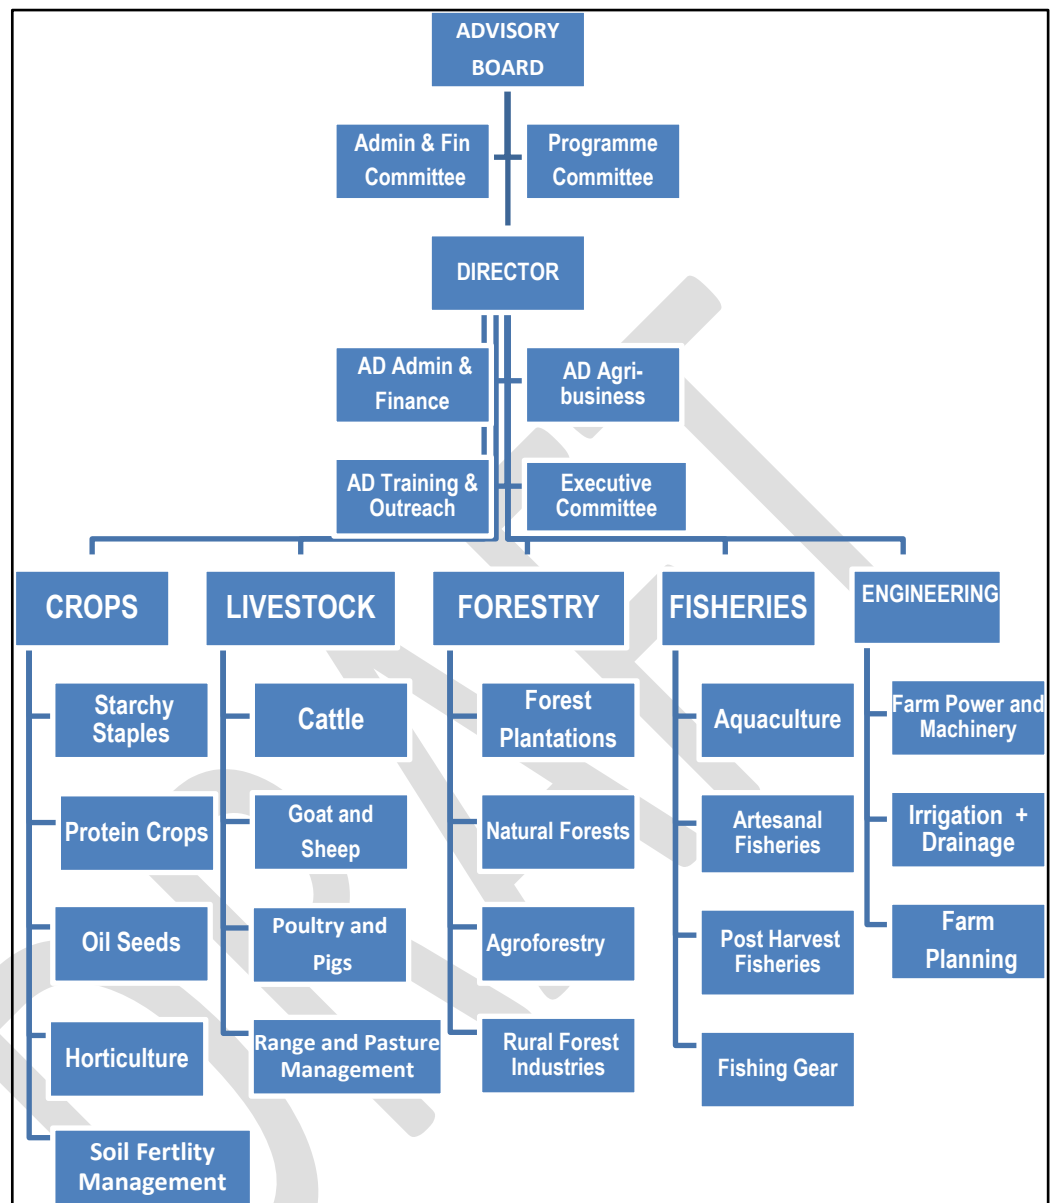 ADVISORY
BOARD
Admin & Fin
Committee
Programme
Committee
DIRECTOR
AD Admin &
Finance
AD Agri-
business
AD Training &
Outreach
Executive
Committee
CROPS
LIVESTOCK
FORESTRY
FISHERIES
ENGINEERING
Starchy
Staples
Cattle
Forest
Plantations
Aquaculture
Farm Power and
Machinery
Protein Crops
Goat and
Sheep
Natural Forests
Artesanal
Fisheries
Irrigation +
Drainage
Oil Seeds
Poultry and
Pigs
Agroforestry
Post Harvest
Fisheries
Farm
Planning
Horticulture
Range and Pasture
Management
Rural Forest
Industries
Fishing Gear
Soil Fertlity
Management